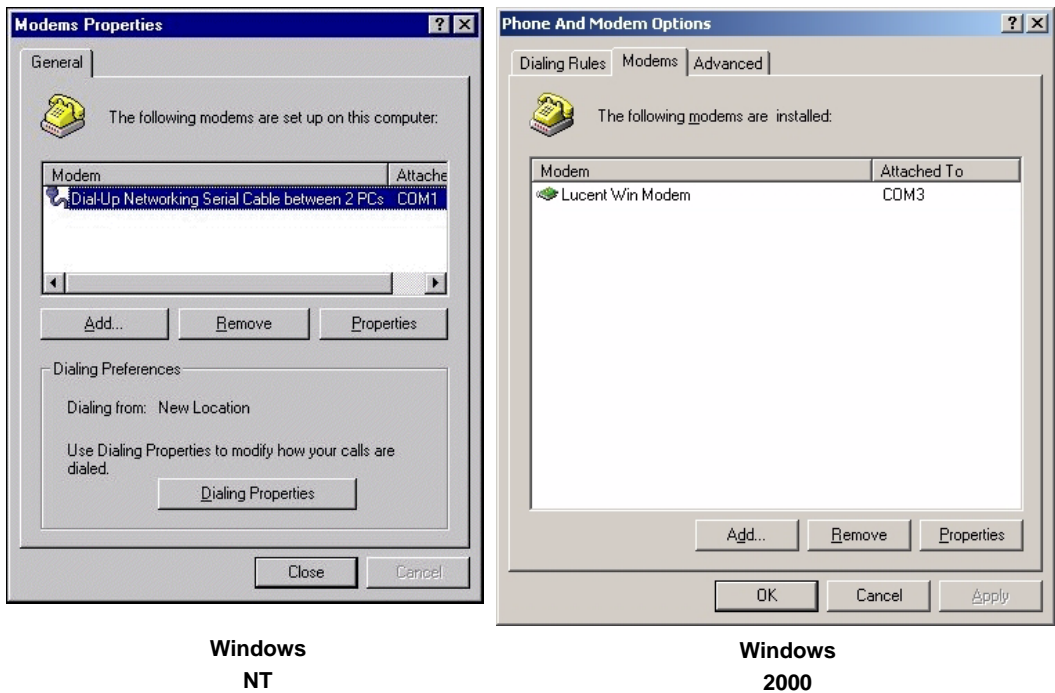 Modems Properties
General
The following modems are set up on this computer:
Modem Attache
Dial-Up Networking Serial Cable between 2 PCs COM1
Add... Remove Properties
Dialing Preferences
Dialing from: New Location
Use Dialing Properties to modify how your calls are
dialed.
Dialing Properties
Close Cancel
Windows
NT
Phone And Modem Options
Dialing Rules Modems Advanced
The following modems are installed:
Modem Attached To
Lucent Win Modem COM3
Add... Remove Properties
OK Cancel Apply
Windows
2000